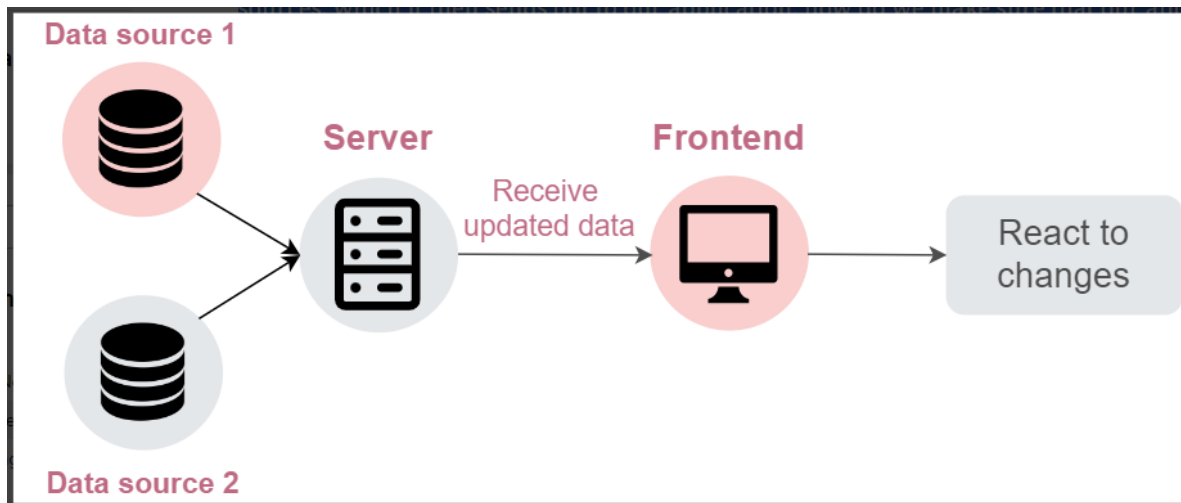 Data source 1
Server
Frontend
Receive
updated data
React to
changes
Data source 2